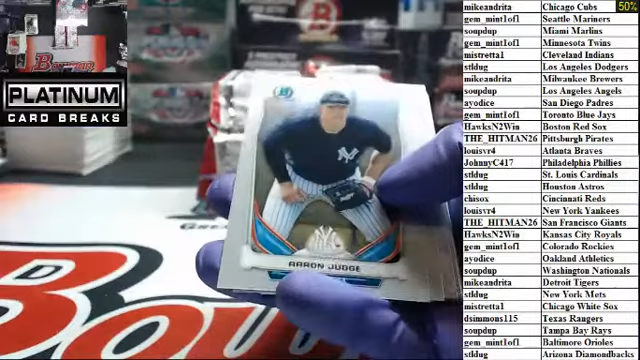 PLATINUM
CARD BREAKS
Bowman
AARON JUDGE
mikeandrita Chicago Cubs 50%
gem_mint1of1 Seattle Mariners
soupdup Miami Marlins
gem_mint1of1 Minnesota Twins
mistretta1 Cleveland Indians
stldug Los Angeles Dodgers
mikeandrita Milwaukee Brewers
soupdup Los Angeles Angels
ayodice San Diego Padres
gem_mint1of1 Toronto Blue Jays
HawksN2Win Boston Red Sox
THE_HITMAN26 Pittsburgh Pirates
louisvr4 Atlanta Braves
JohnnyC417 Philadelphia Phillies
stldug St. Louis Cardinals
stldug Houston Astros
chisox Cincinnati Reds
louisvr4 New York Yankees
THE_HITMAN26 San Francisco Giants
HawksN2Win Kansas City Royals
gem_mint1of1 Colorado Rockies
ayodice Oakland Athletics
soupdup Washington Nationals
mikeandrita Detroit Tigers
stldug New York Mets
mistretta1 Chicago White Sox
dsimmons115 Texas Rangers
soupdup Tampa Bay Rays
gem_mint1of1 Baltimore Orioles
stldug Arizona Diamondbacks